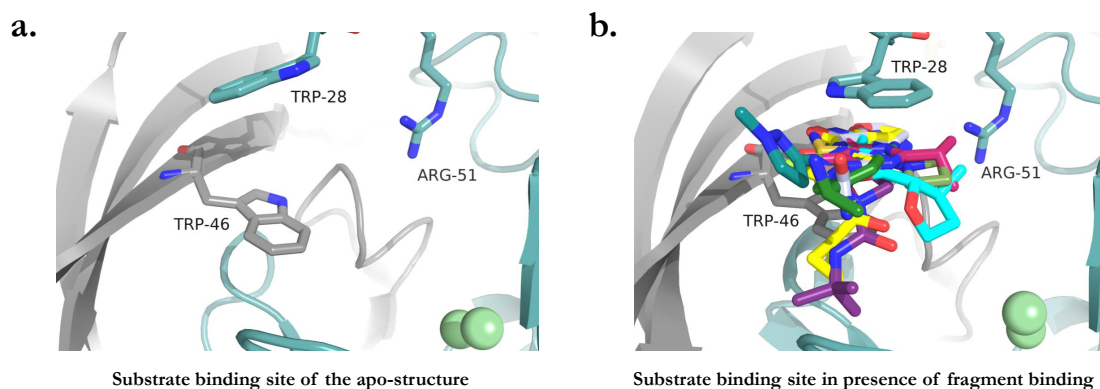 a.
TRP-28
ARG-51
TRP-46
Substrate binding site of the apo-structure
b.
TRP-28
ARG-51
TRP-46
Substrate binding site in presence of fragment binding